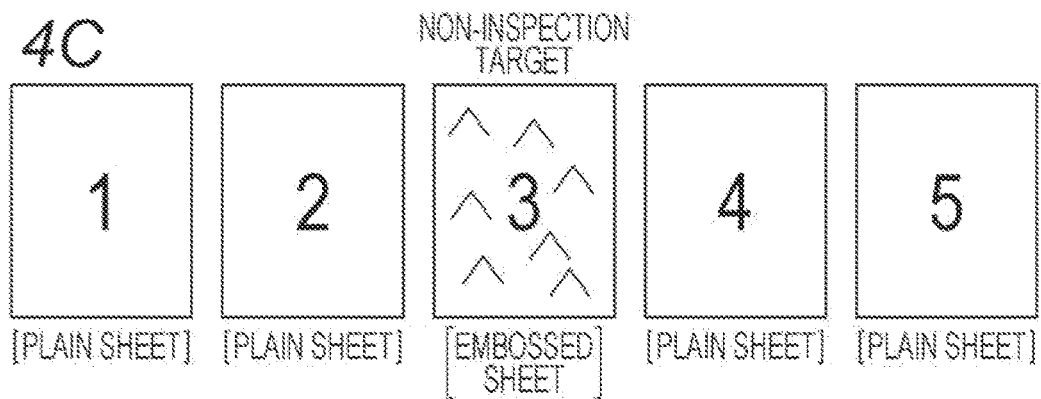 4C
NON-INSPECTION
TARGET
1
2
3
4
5
[PLAIN SHEET]
[PLAIN SHEET]
[EMBOSSED
SHEET]
[PLAIN SHEET]
[PLAIN SHEET]